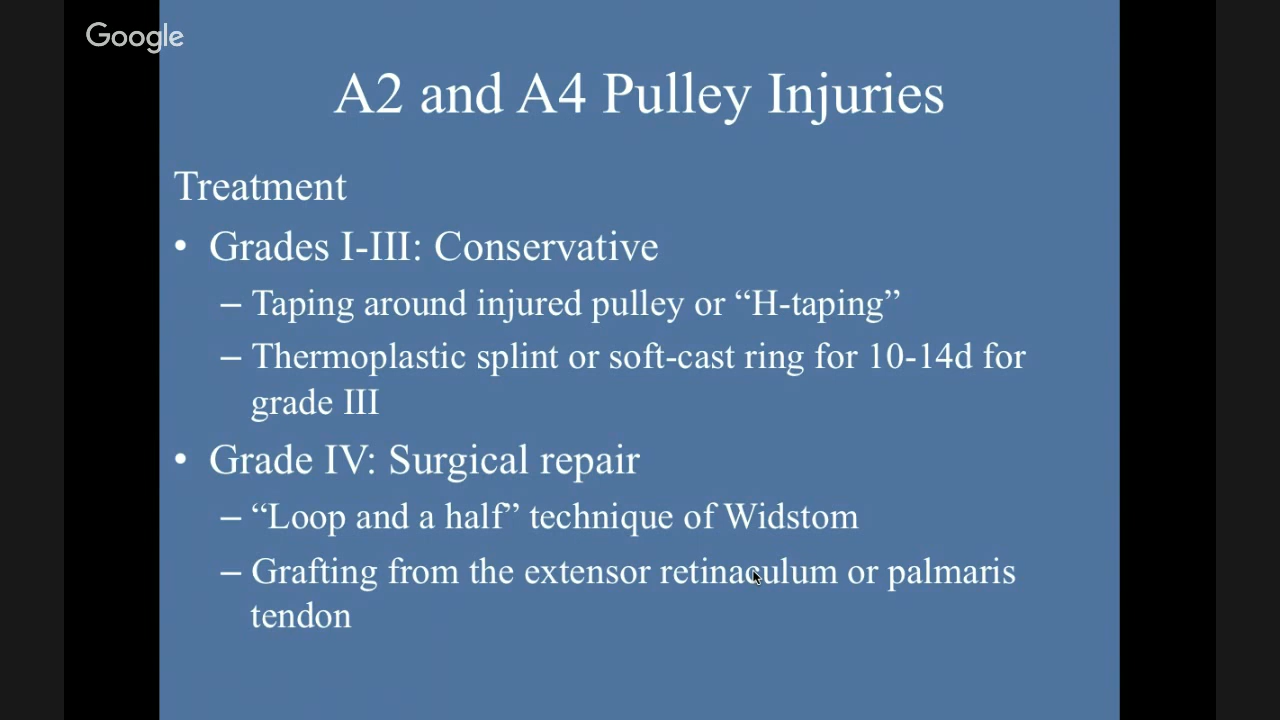 Google
A2 and A4 Pulley Injuries
Treatment
• Grades I-III: Conservative
– Taping around injured pulley or “H-taping”
– Thermoplastic splint or soft-cast ring for 10-14d for
grade III
• Grade IV: Surgical repair
– “Loop and a half” technique of Widstom
– Grafting from the extensor retinaculum or palmaris
tendon